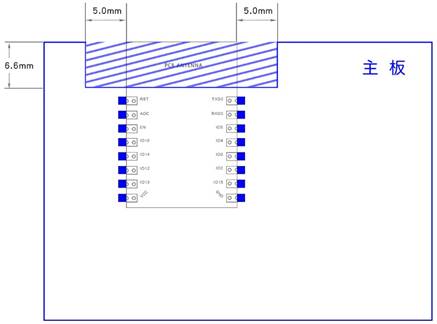 5.0mm 5.0mm
6.6mm
PCB ANTENNA
主 板
RST TXD0
ADC RXD0
EN IO5
IO16 IO4
IO14 IO0
IO12 IO2
IO13 IO15
VCC GND